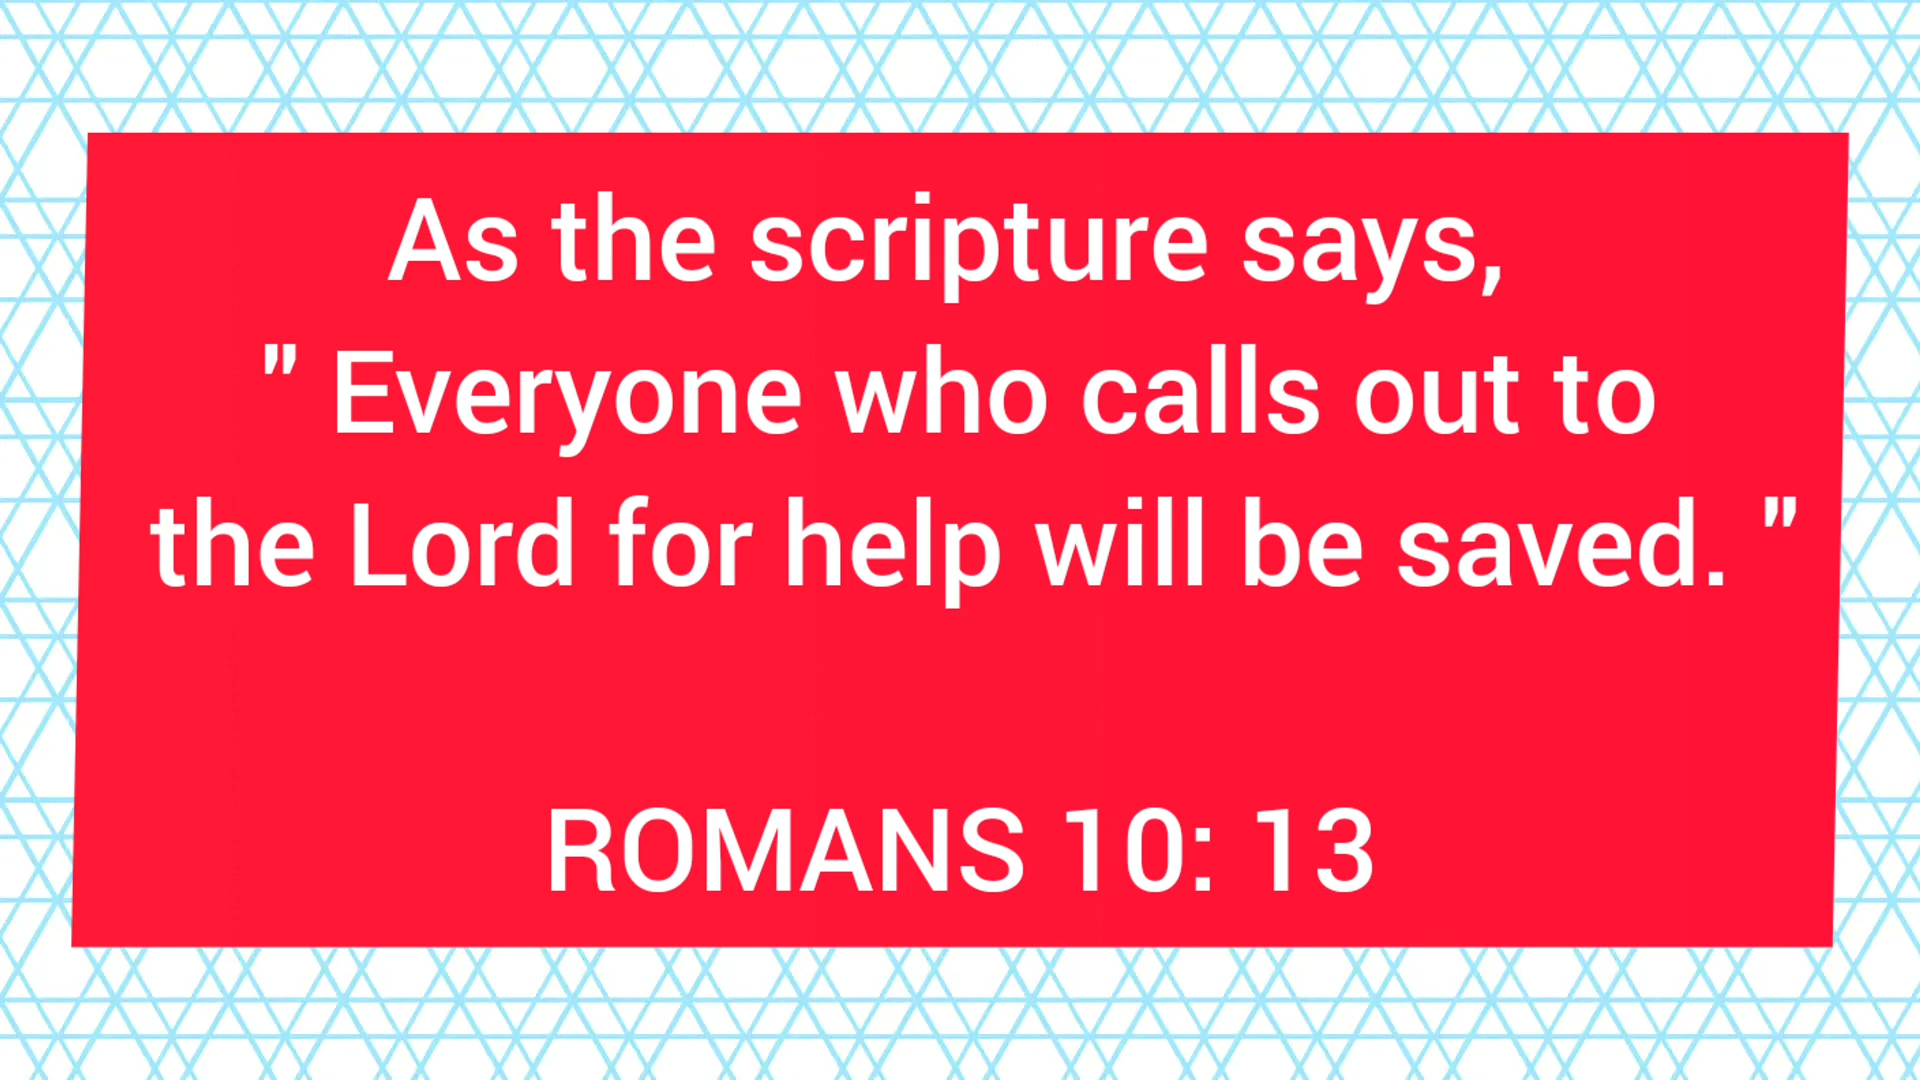 As the scripture says,
" Everyone who calls out to
the Lord for help will be saved. "
ROMANS 10: 13